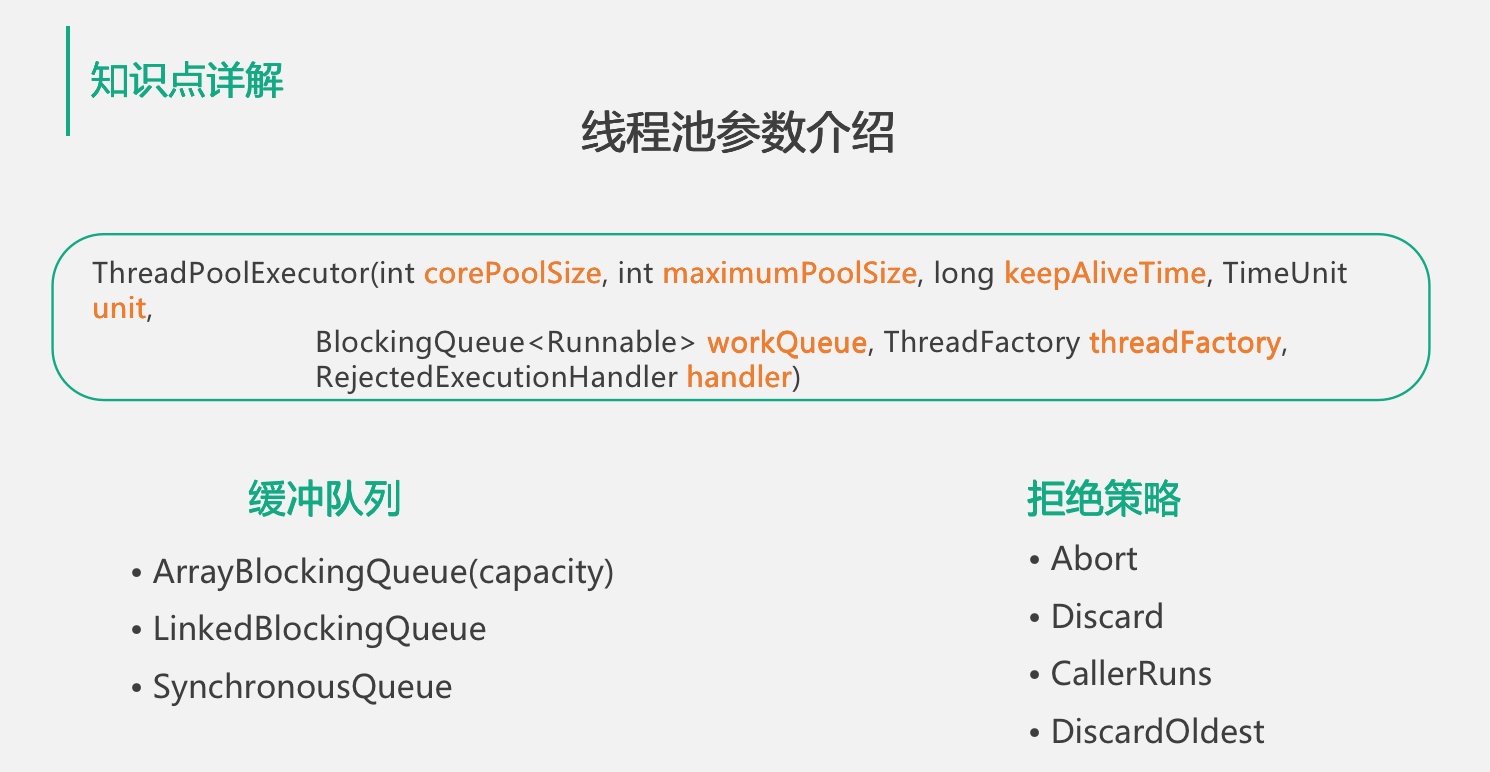 知识点详解
线程池参数介绍
ThreadPoolExecutor(int corePoolSize, int maximumPoolSize, long keepAliveTime, TimeUnit
unit,
BlockingQueue<Runnable> workQueue, ThreadFactory threadFactory,
RejectedExecutionHandler handler)
缓冲队列
• ArrayBlockingQueue(capacity)
• LinkedBlockingQueue
• SynchronousQueue
拒绝策略
• Abort
• Discard
• CallerRuns
• DiscardOldest